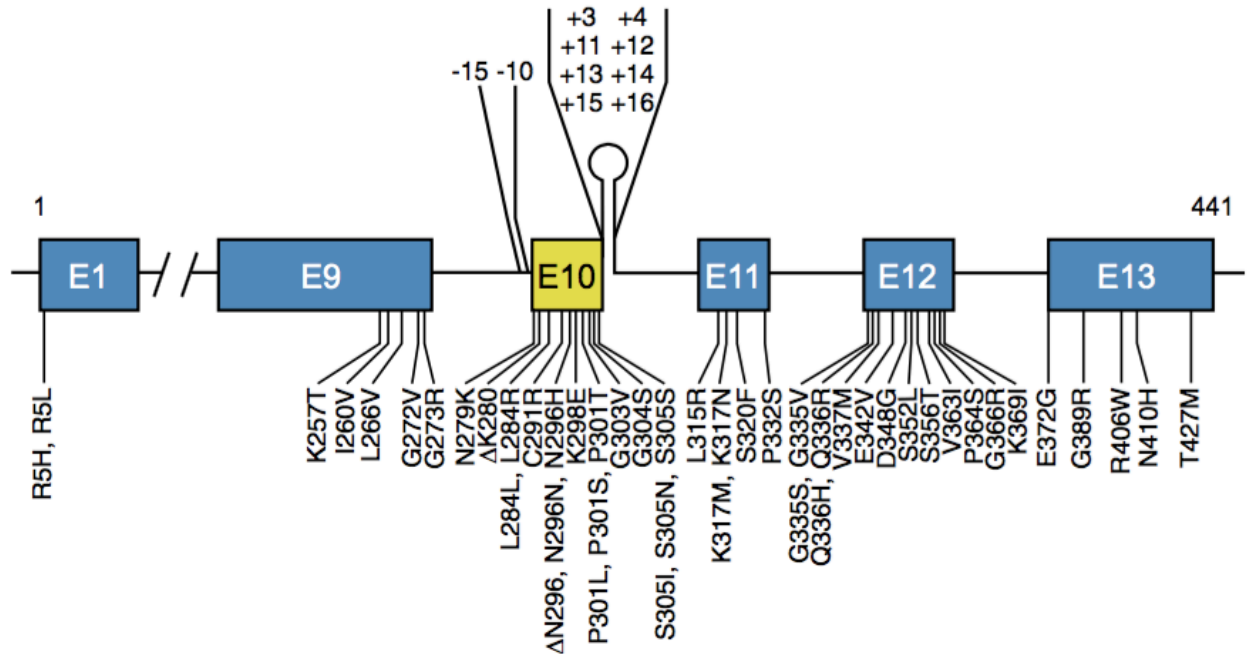 +3 +4
+11 +12
+13 +14
+15 +16
-15 -10
1
441
E1
E9
E10
E11
E12
E13
R5H, R5L
K257T
I260V
L266V
G272V
G273R
N279K
ΔK280
L284L, L284R
C291R
ΔN296, N296N, N296H
K298E
P301L, P301S, P301T
G303V
G304S
S305I, S305N, S305S
L315R
K317M, K317N
S320F
P332S
G335S, G335V
Q336H, Q336R
V337M
E342V
D348G
S352L
S356T
V363I
P364S
G366R
K369I
E372G
G389R
R406W
N410H
T427M